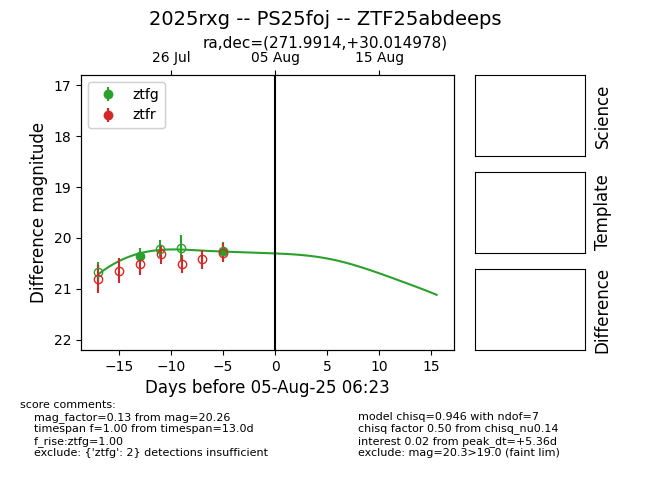 2025rxg -- PS25foj -- ZTF25abdeeps
ra,dec=(271.9914,+30.014978)
26 Jul 05 Aug 15 Aug
ztfg
ztfr
17
18
19
20
21
22
Difference magnitude
−15 −10 −5 0 5 10 15
Days before 05-Aug-25 06:23
Science
Template
Difference
score comments:
mag_factor=0.13 from mag=20.26
timespan f=1.00 from timespan=13.0d
f_rise:ztfg=1.00
exclude: {'ztfg': 2} detections insufficient
model chisq=0.946 with ndof=7
chisq factor 0.50 from chisq_nu0.14
interest 0.02 from peak_dt=+5.36d
exclude: mag=20.3>19.0 (faint lim)